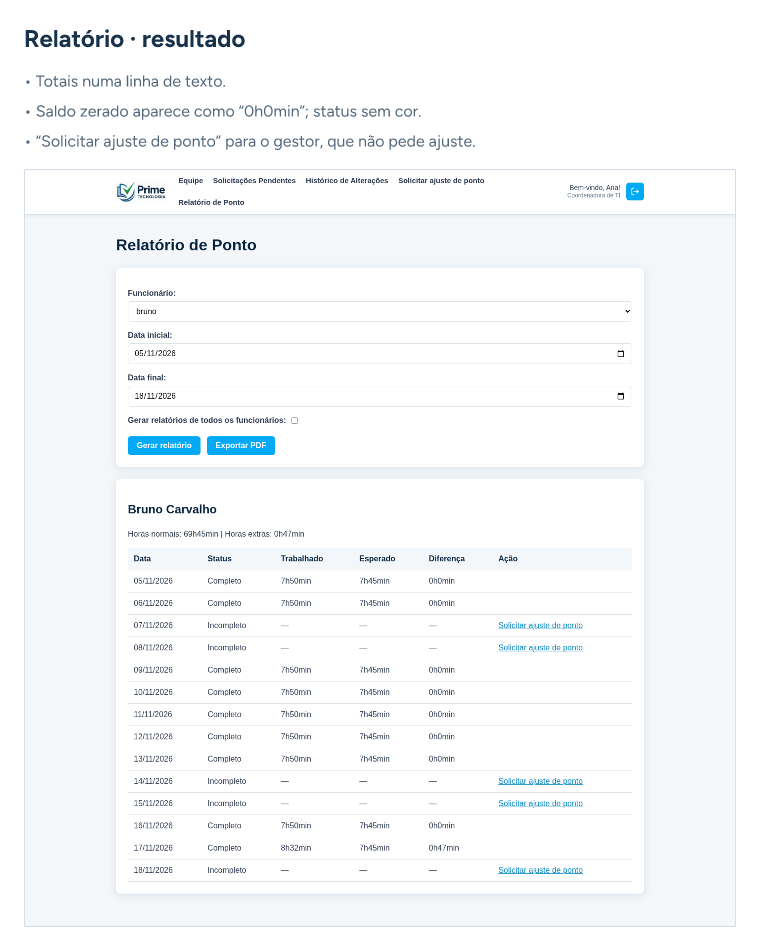 Relatório · resultado
• Totais numa linha de texto.
• Saldo zerado aparece como “0h0min”; status sem cor.
• “Solicitar ajuste de ponto” para o gestor, que não pede ajuste.
Prime
TECNOLOGIA
Equipe Solicitações Pendentes Histórico de Alterações Solicitar ajuste de ponto
Relatório de Ponto
Bem-vindo, Ana!
Coordenadora de TI
Relatório de Ponto
Funcionário:
bruno
Data inicial:
05/11/2026
Data final:
18/11/2026
Gerar relatórios de todos os funcionários:
Gerar relatório Exportar PDF
Bruno Carvalho
Horas normais: 69h45min | Horas extras: 0h47min
Data Status Trabalhado Esperado Diferença Ação
05/11/2026 Completo 7h50min 7h45min 0h0min
06/11/2026 Completo 7h50min 7h45min 0h0min
07/11/2026 Incompleto — — — Solicitar ajuste de ponto
08/11/2026 Incompleto — — — Solicitar ajuste de ponto
09/11/2026 Completo 7h50min 7h45min 0h0min
10/11/2026 Completo 7h50min 7h45min 0h0min
11/11/2026 Completo 7h50min 7h45min 0h0min
12/11/2026 Completo 7h50min 7h45min 0h0min
13/11/2026 Completo 7h50min 7h45min 0h0min
14/11/2026 Incompleto — — — Solicitar ajuste de ponto
15/11/2026 Incompleto — — — Solicitar ajuste de ponto
16/11/2026 Completo 7h50min 7h45min 0h0min
17/11/2026 Completo 8h32min 7h45min 0h47min
18/11/2026 Incompleto — — — Solicitar ajuste de ponto